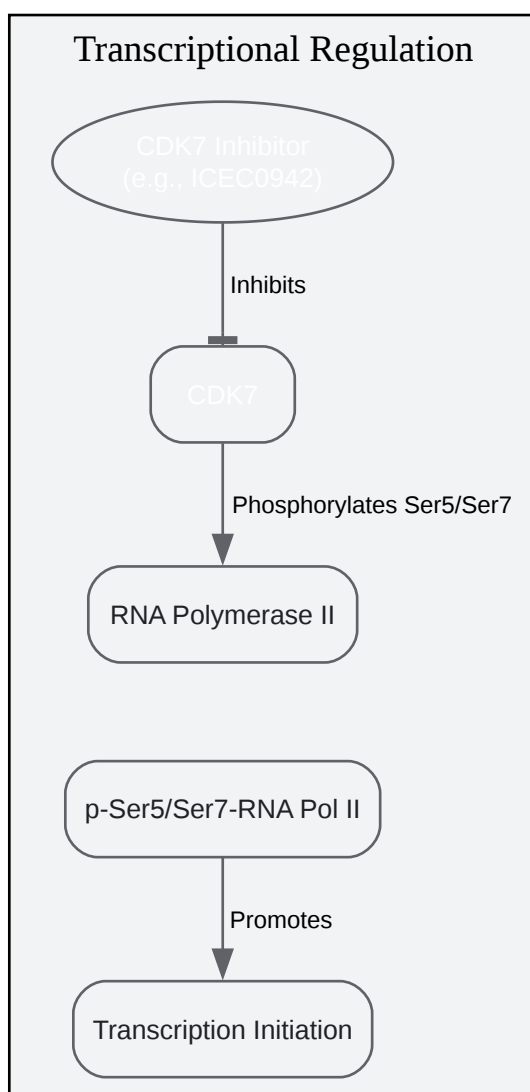 Transcriptional Regulation
CDK7 Inhibitor
(e.g., ICEC0942)
Inhibits
CDK7
Phosphorylates Ser5/Ser7
RNA Polymerase II
p-Ser5/Ser7-RNA Pol II
Promotes
Transcription Initiation